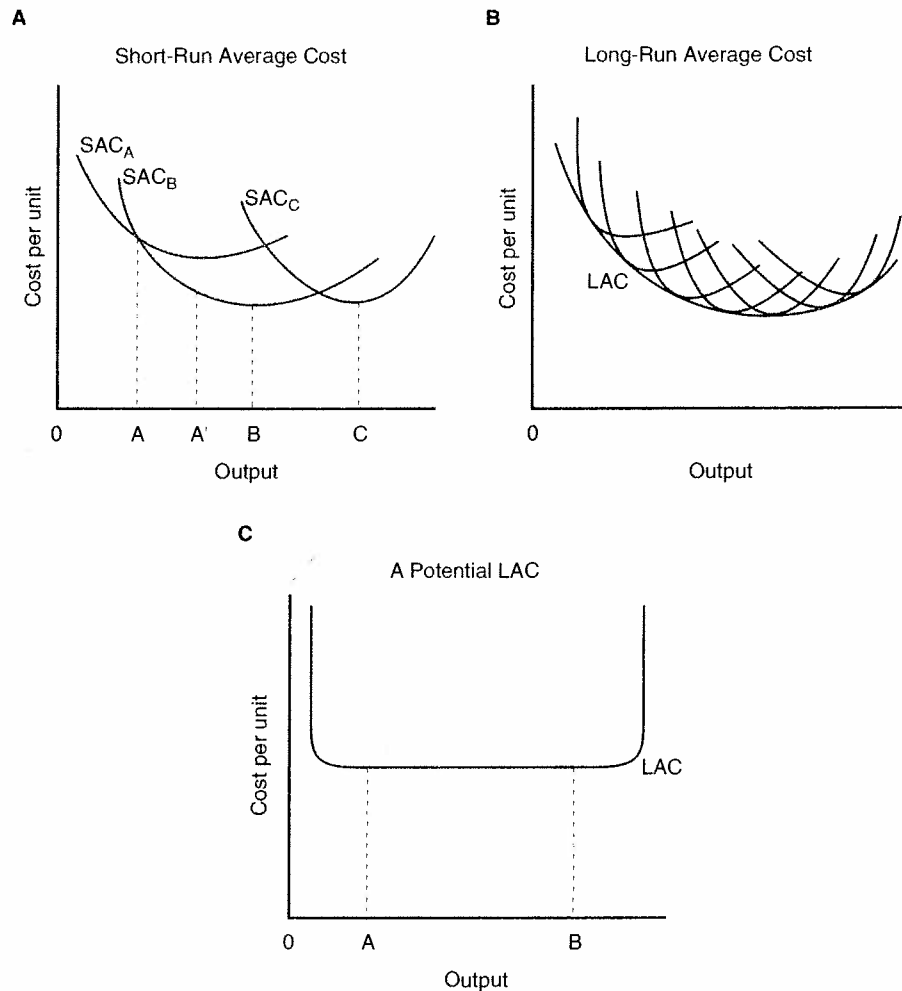 A
Short-Run Average Cost
Cost per unit
SAC_A
SAC_B
SAC_C
0 A A' B C
Output
B
Long-Run Average Cost
Cost per unit
LAC
0
Output
C
A Potential LAC
Cost per unit
LAC
0 A B
Output